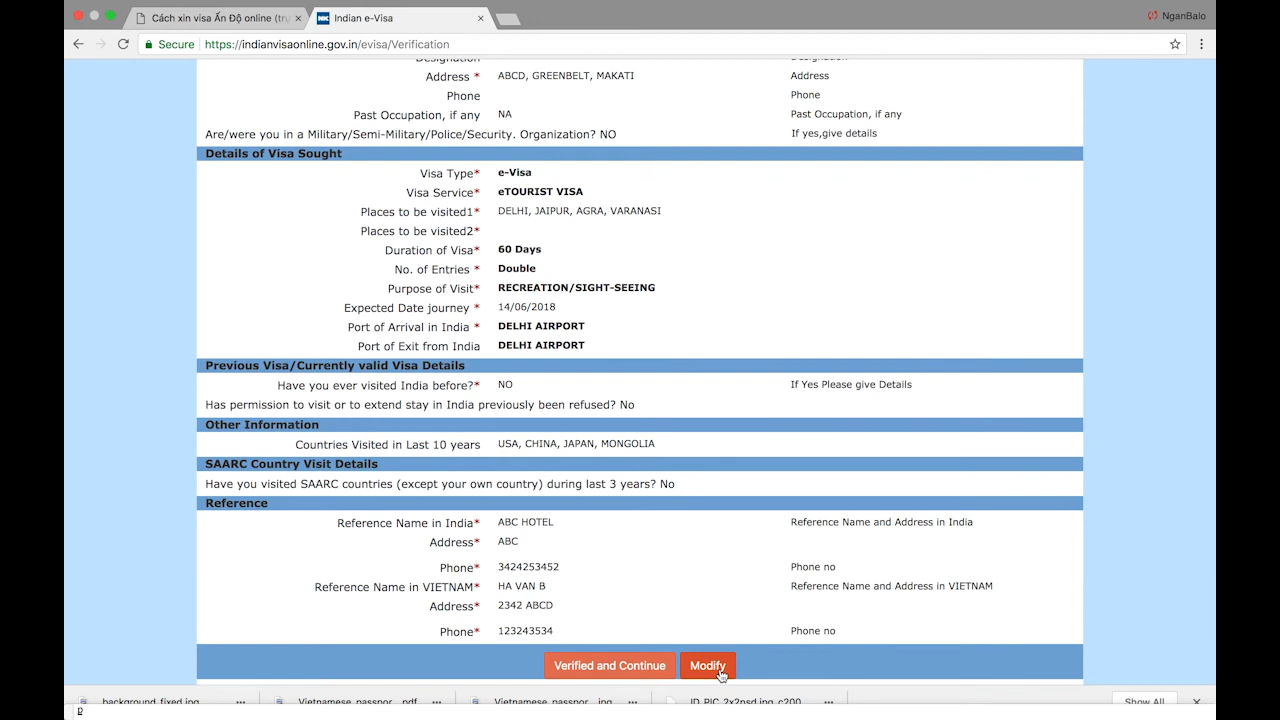 Cách xin visa Ấn Độ online (trự
Indian e-Visa
NganBalo
Secure
https://indianvisaonline.gov.in/evisa/Verification
Designation
Address * ABCD, GREENBELT, MAKATI Address
Phone Phone
Past Occupation, if any NA Past Occupation, if any
Are/were you in a Military/Semi-Military/Police/Security. Organization? NO If yes,give details
Details of Visa Sought
Visa Type* e-Visa
Visa Service* eTOURIST VISA
Places to be visited1* DELHI, JAIPUR, AGRA, VARANASI
Places to be visited2*
Duration of Visa* 60 Days
No. of Entries * Double
Purpose of Visit* RECREATION/SIGHT-SEEING
Expected Date journey * 14/06/2018
Port of Arrival in India * DELHI AIRPORT
Port of Exit from India DELHI AIRPORT
Previous Visa/Currently valid Visa Details
Have you ever visited India before?* NO If Yes Please give Details
Has permission to visit or to extend stay in India previously been refused? No
Other Information
Countries Visited in Last 10 years USA, CHINA, JAPAN, MONGOLIA
SAARC Country Visit Details
Have you visited SAARC countries (except your own country) during last 3 years? No
Reference
Reference Name in India* ABC HOTEL Reference Name and Address in India
Address* ABC
Phone* 3424253452 Phone no
Reference Name in VIETNAM* HA VAN B Reference Name and Address in VIETNAM
Address* 2342 ABCD
Phone* 123243534 Phone no
Verified and Continue Modify
background_fixed.jpg Vietnamese_passpor....pdf Vietnamese_passpor....jpg ID_PIC_2x2psd.jpg_c200... Show All